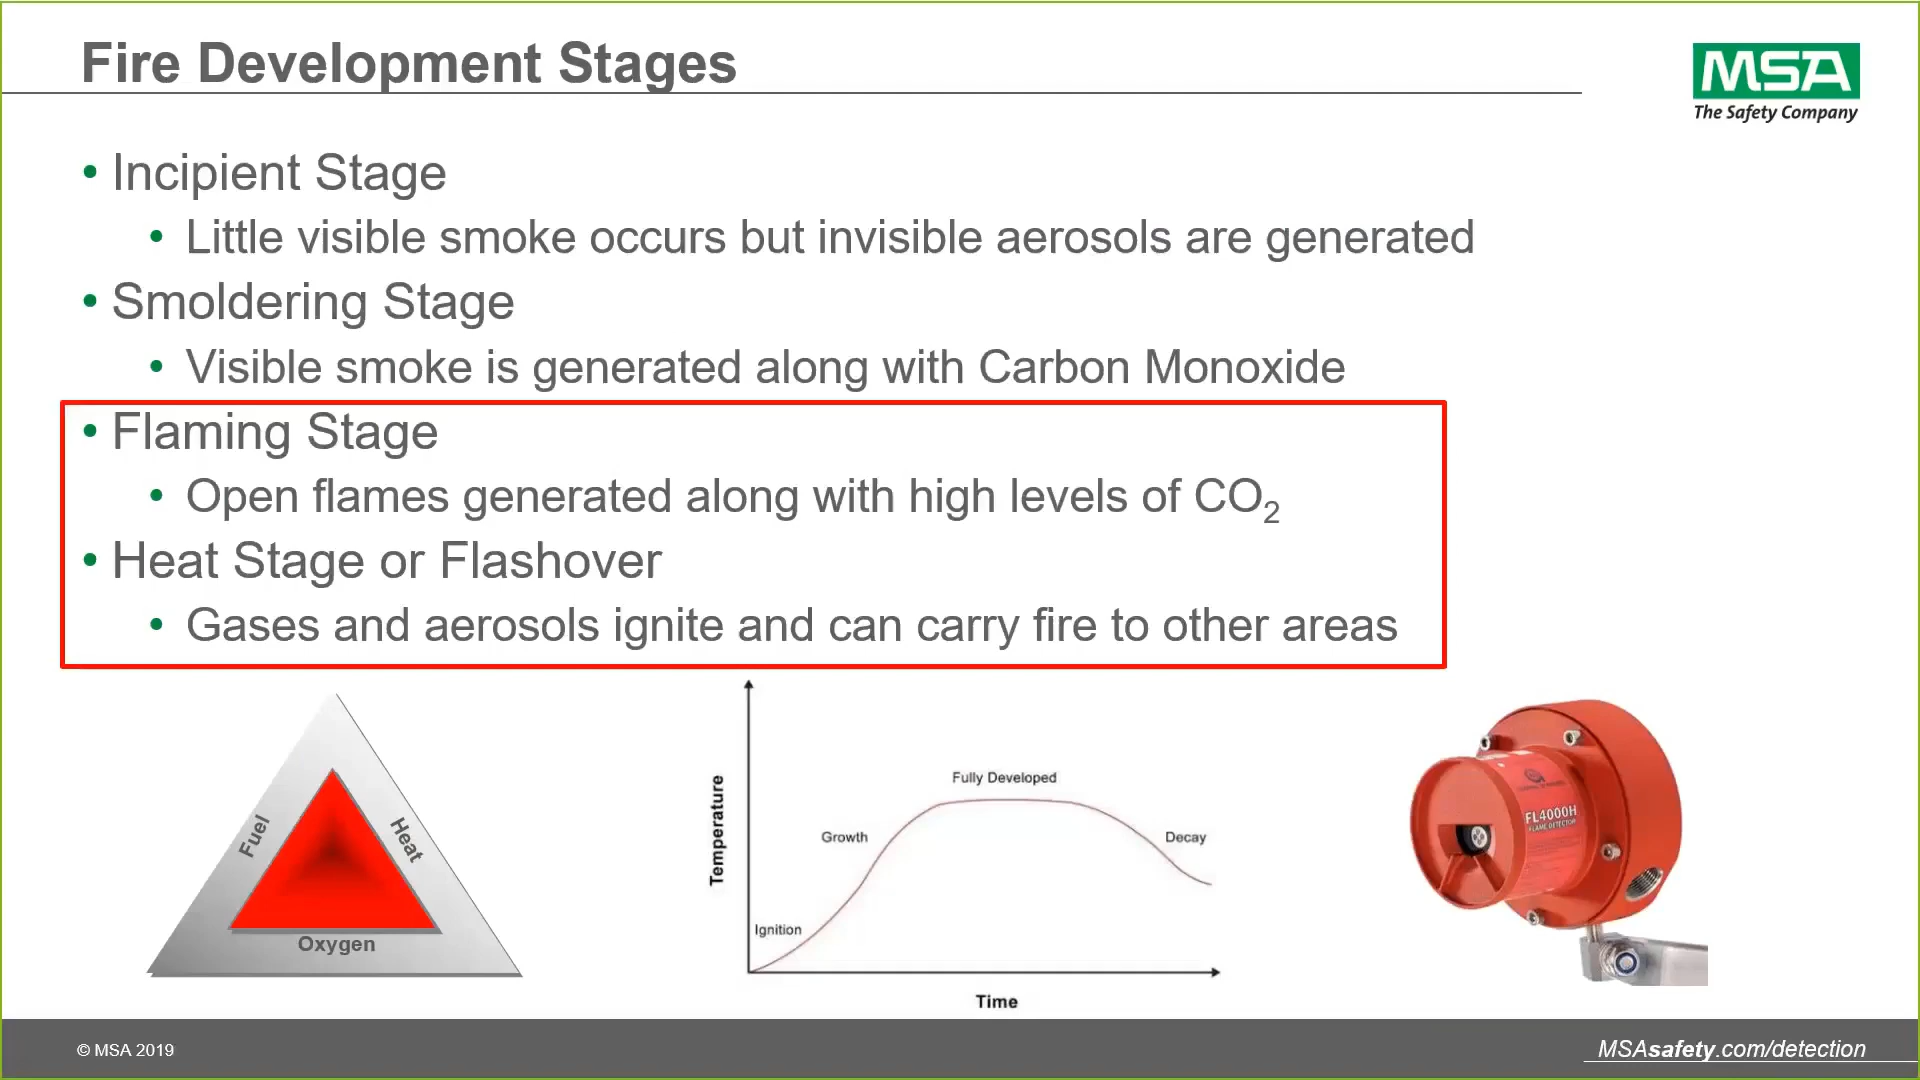 Fire Development Stages
MSA
The Safety Company
• Incipient Stage
• Little visible smoke occurs but invisible aerosols are generated
• Smoldering Stage
• Visible smoke is generated along with Carbon Monoxide
• Flaming Stage
• Open flames generated along with high levels of CO₂
• Heat Stage or Flashover
• Gases and aerosols ignite and can carry fire to other areas
Fuel
Heat
Oxygen
Temperature
Ignition
Growth
Fully Developed
Decay
Time
FL4000H
FLAME DETECTOR
© MSA 2019
MSAsafety.com/detection